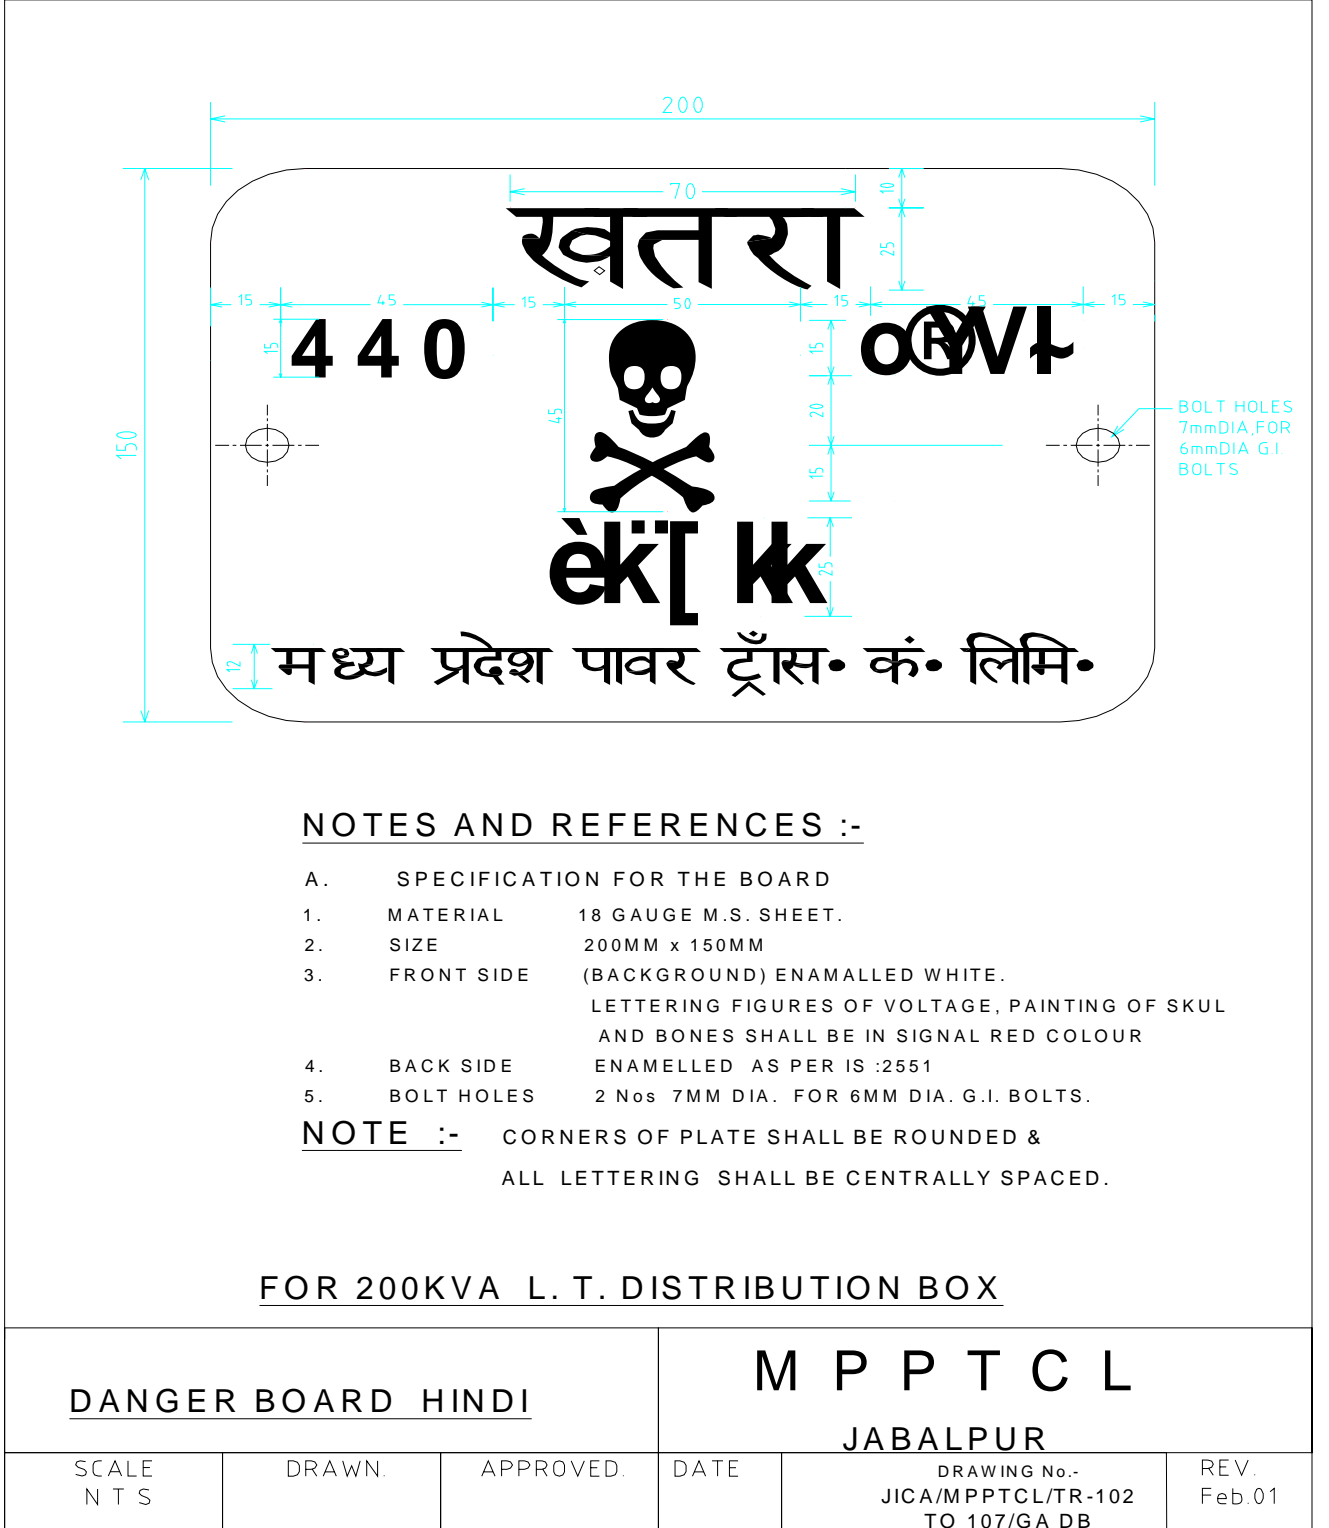 200
70
10
ख़तरा
25
15 45 15 50 15 45 15
440
15
15
45
20
15
150
BOLT HOLES
7mmDIA,FOR
6mmDIA G I
BOLTS
èkï[ kk
25
12
मध्य प्रदेश पावर ट्राँस• कं• लिमि•
NOTES AND REFERENCES :-
A. SPECIFICATION FOR THE BOARD
1. MATERIAL 18 GAUGE M.S. SHEET.
2. SIZE 200MM x 150MM
3. FRONT SIDE (BACKGROUND) ENAMALLED WHITE.
LETTERING FIGURES OF VOLTAGE, PAINTING OF SKUL
AND BONES SHALL BE IN SIGNAL RED COLOUR
4. BACK SIDE ENAMELLED AS PER IS :2551
5. BOLT HOLES 2 Nos 7MM DIA. FOR 6MM DIA. G.I. BOLTS.
NOTE :- CORNERS OF PLATE SHALL BE ROUNDED &
ALL LETTERING SHALL BE CENTRALLY SPACED.
FOR 200KVA L. T. DISTRIBUTION BOX
DANGER BOARD HINDI
M P P T C L
JABALPUR
SCALE
N T S
DRAWN.
APPROVED.
DATE
DRAWING No.-
JICA/MPPTCL/TR-102
TO 107/GA DB
REV.
Feb.01